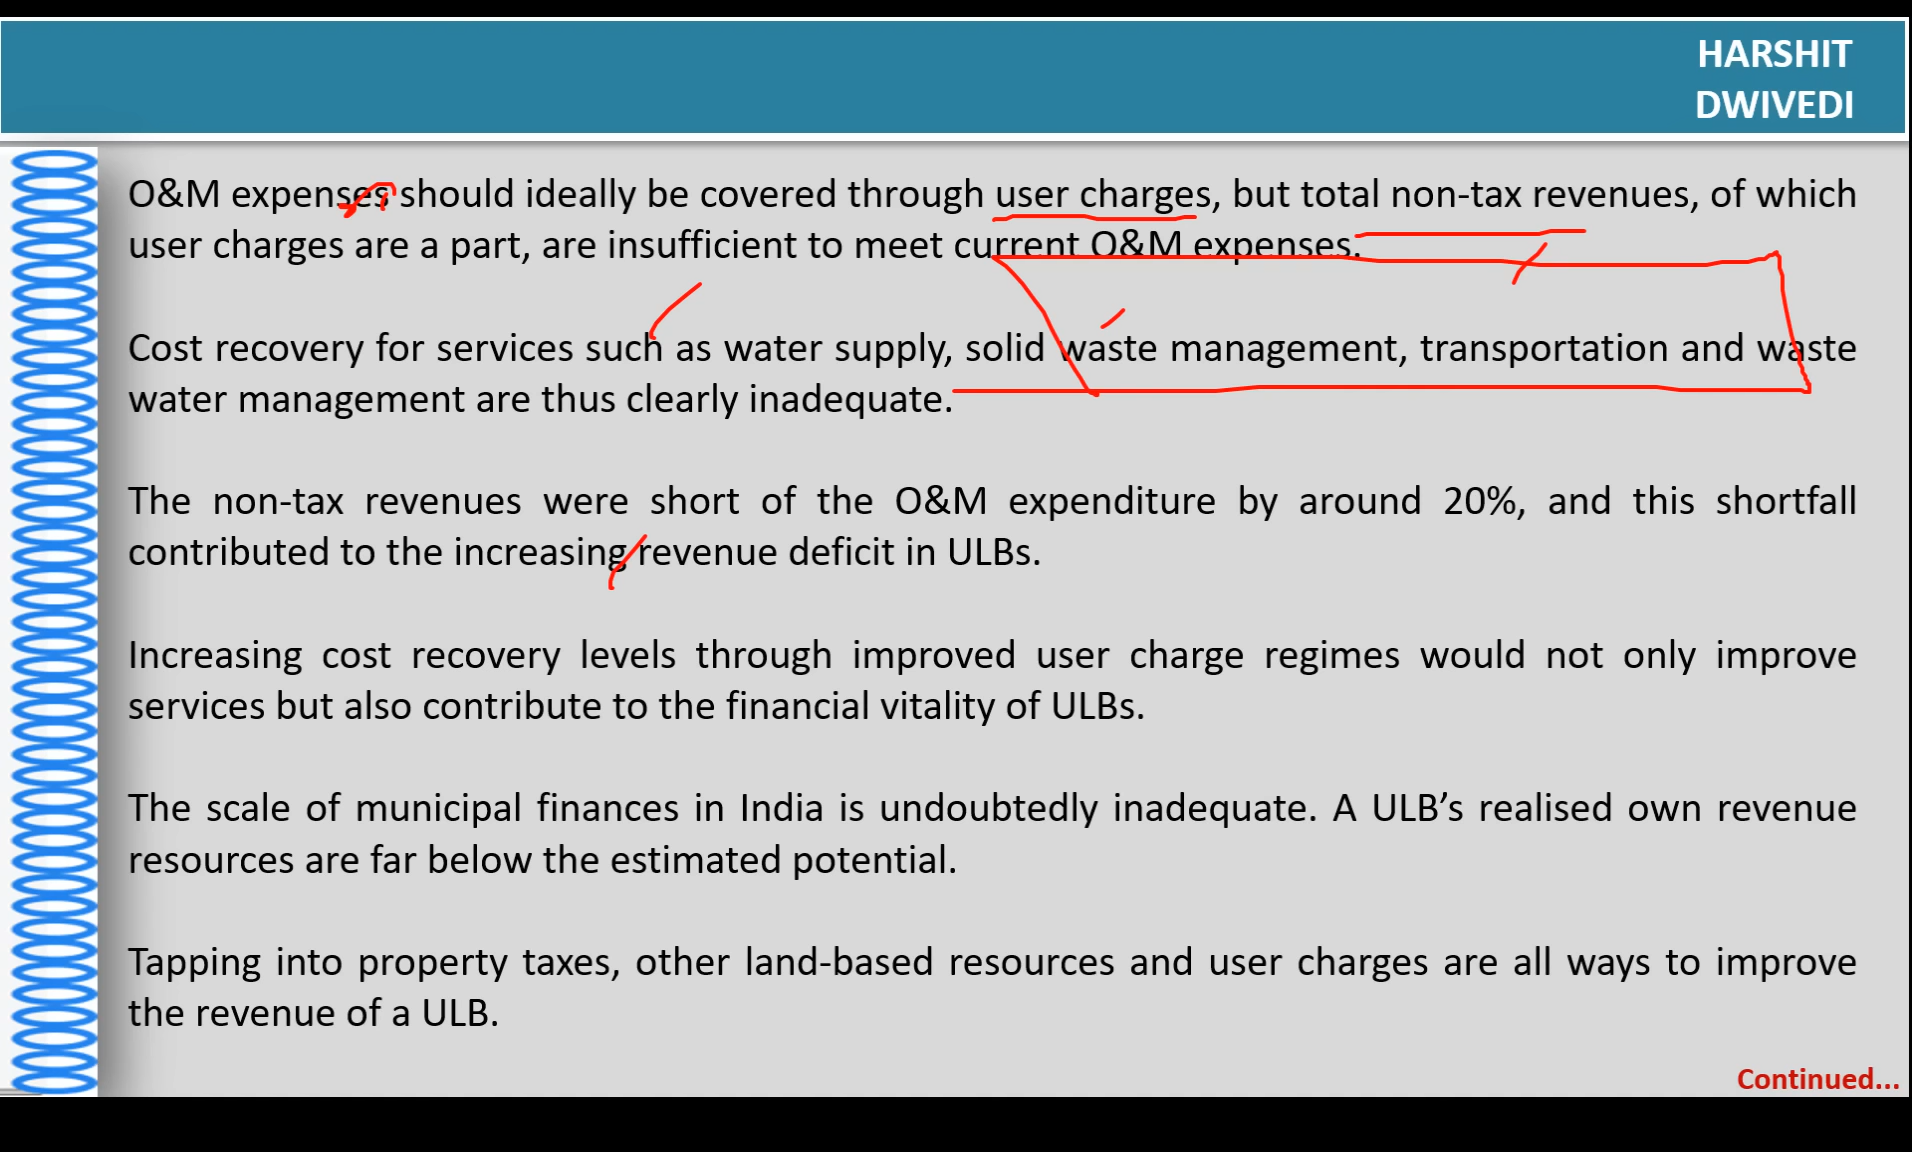 HARSHIT
DWIVEDI
O&M expenses should ideally be covered through user charges, but total non-tax revenues, of which
user charges are a part, are insufficient to meet current O&M expenses.
Cost recovery for services such as water supply, solid waste management, transportation and waste
water management are thus clearly inadequate.
The non-tax revenues were short of the O&M expenditure by around 20%, and this shortfall
contributed to the increasing revenue deficit in ULBs.
Increasing cost recovery levels through improved user charge regimes would not only improve
services but also contribute to the financial vitality of ULBs.
The scale of municipal finances in India is undoubtedly inadequate. A ULB’s realised own revenue
resources are far below the estimated potential.
Tapping into property taxes, other land-based resources and user charges are all ways to improve
the revenue of a ULB.
Continued...